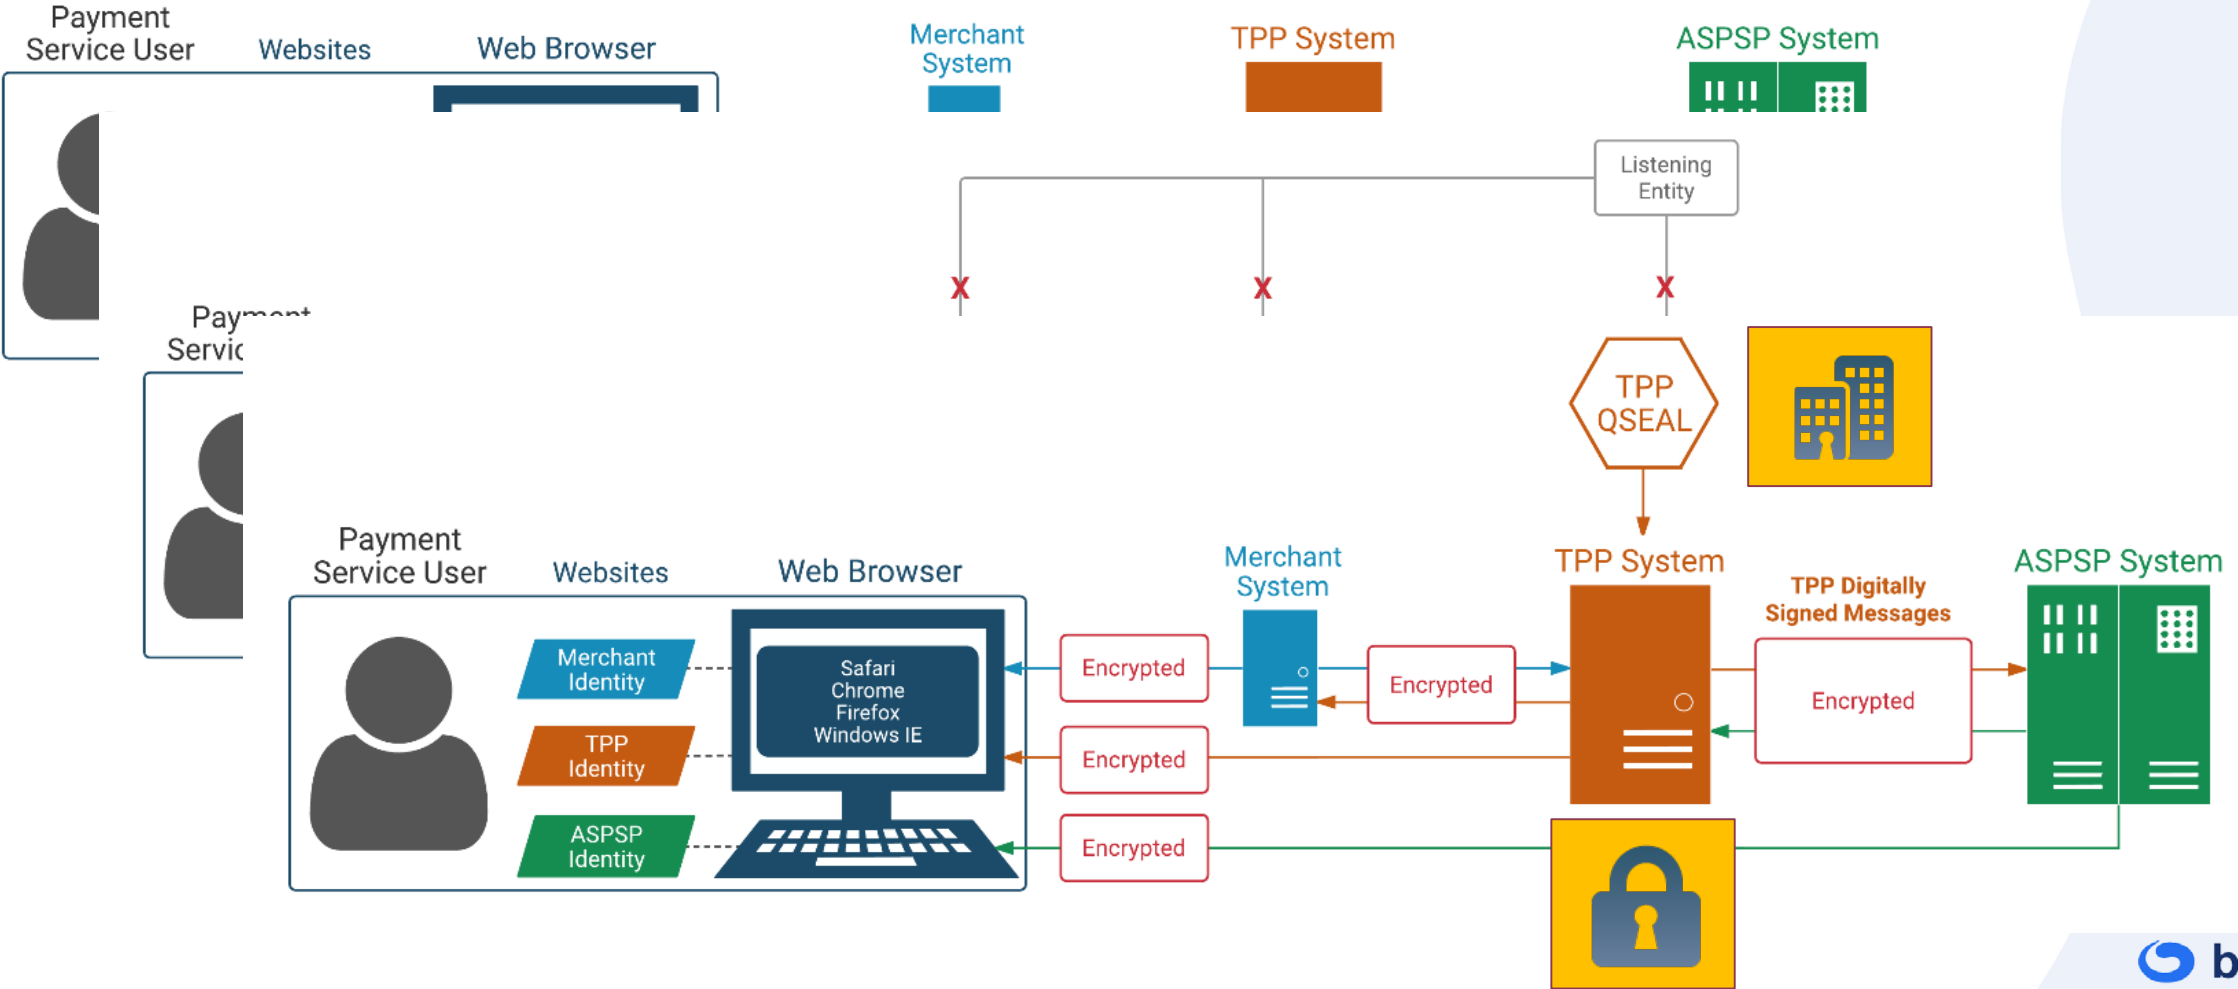 Payment
Service User
Websites
Web Browser
Merchant
System
TPP System
ASPSP System
Listening
Entity
X
X
X
Payment
Servic
TPP
QSEAL
Payment
Service User
Websites
Web Browser
Merchant
System
TPP System
ASPSP System
TPP Digitally
Signed Messages
Merchant
Identity
Safari
Chrome
Firefox
Windows IE
Encrypted
Encrypted
Encrypted
TPP
Identity
Encrypted
ASPSP
Identity
Encrypted
b